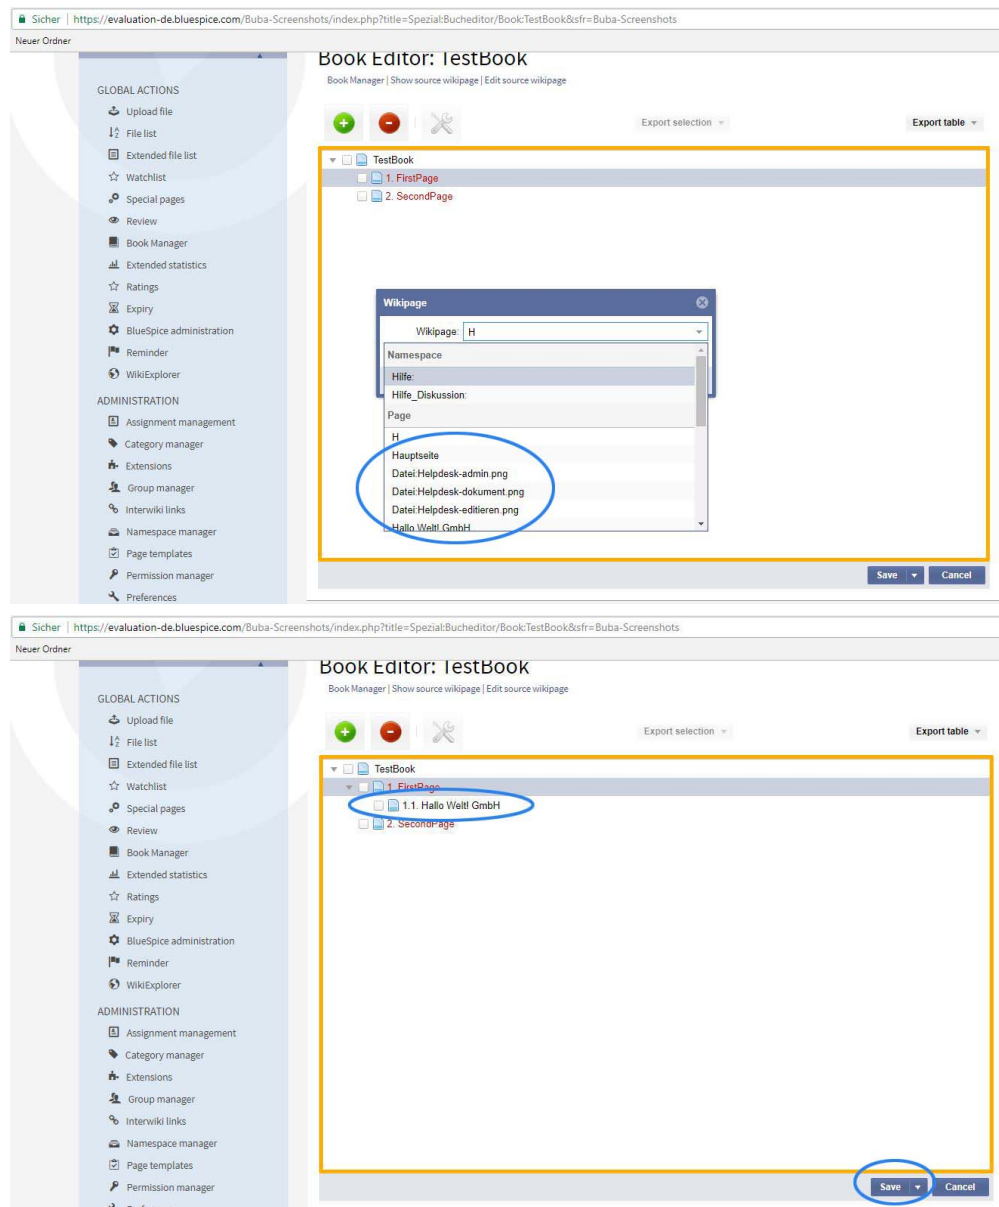 Sicher | https://evaluation-de.bluespice.com/Buba-Screenshots/index.php?title=Spezial:Bucheditor/Book:TestBook&sfr=Buba-Screenshots
Neuer Ordner
Book Editor: TestBook
Book Manager | Show source wikipage | Edit source wikipage
GLOBAL ACTIONS
Upload file
File list
Extended file list
Watchlist
Special pages
Review
Book Manager
Extended statistics
Ratings
Expiry
BlueSpice administration
Reminder
WikiExplorer
ADMINISTRATION
Assignment management
Category manager
Extensions
Group manager
Interwiki links
Namespace manager
Page templates
Permission manager
Preferences
Export selection
Export table
TestBook
1. FirstPage
2. SecondPage
Wikipage
Wikipage: H
Namespace
Hilfe:
Hilfe_Diskussion:
Page
H
Hauptseite
Datei:Helpdesk-admin.png
Datei:Helpdesk-dokument.png
Datei:Helpdesk-editieren.png
Hallo Welt! GmbH
Save
Cancel
Sicher | https://evaluation-de.bluespice.com/Buba-Screenshots/index.php?title=Spezial:Bucheditor/Book:TestBook&sfr=Buba-Screenshots
Neuer Ordner
Book Editor: TestBook
Book Manager | Show source wikipage | Edit source wikipage
GLOBAL ACTIONS
Upload file
File list
Extended file list
Watchlist
Special pages
Review
Book Manager
Extended statistics
Ratings
Expiry
BlueSpice administration
Reminder
WikiExplorer
ADMINISTRATION
Assignment management
Category manager
Extensions
Group manager
Interwiki links
Namespace manager
Page templates
Permission manager
Export selection
Export table
TestBook
1. FirstPage
1.1. Hallo Welt! GmbH
2. SecondPage
Save
Cancel